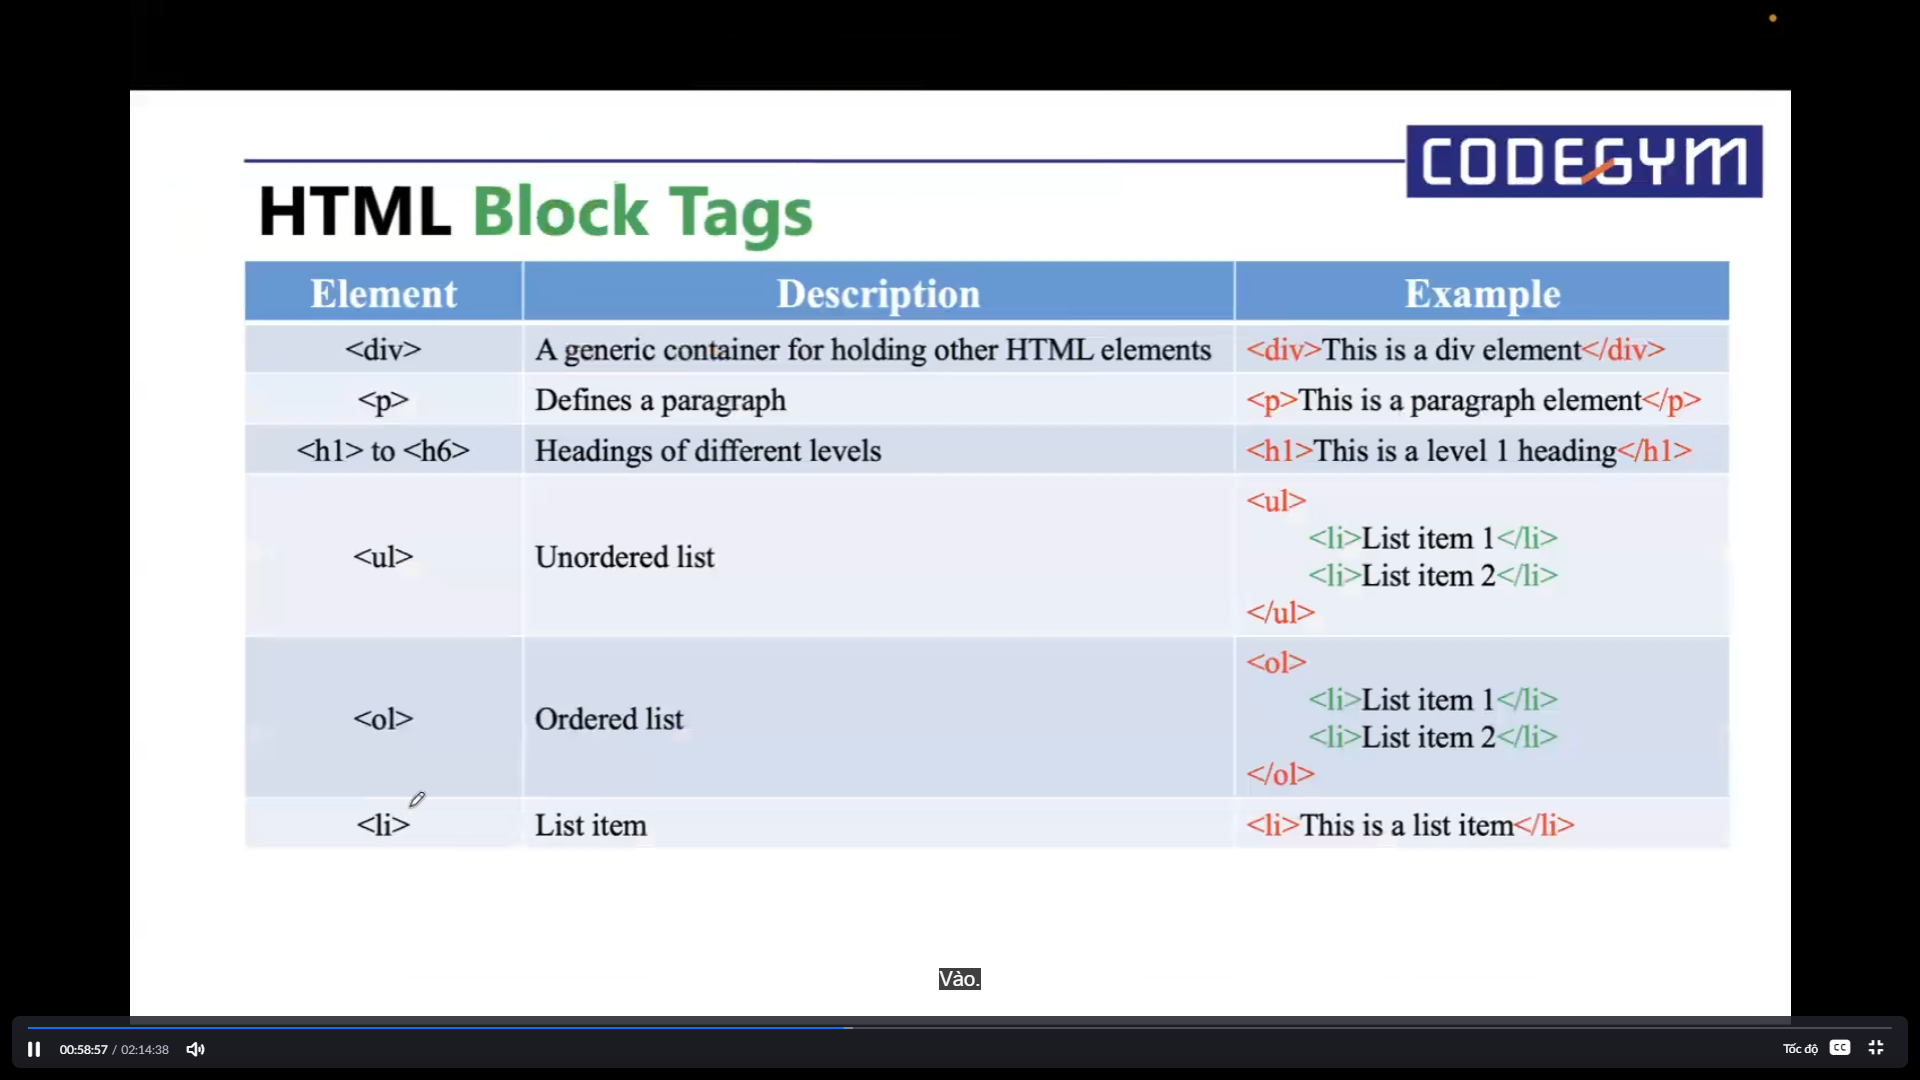 CODEGYM
HTML Block Tags
Element Description Example
<div> A generic container for holding other HTML elements <div>This is a div element</div>
<p> Defines a paragraph <p>This is a paragraph element</p>
<h1> to <h6> Headings of different levels <h1>This is a level 1 heading</h1>
<ul> Unordered list
<ul>
<li>List item 1</li>
<li>List item 2</li>
</ul>
<ol> Ordered list
<ol>
<li>List item 1</li>
<li>List item 2</li>
</ol>
<li> List item <li>This is a list item</li>
Vào.
00:58:57 / 02:14:38
Tốc độ CC